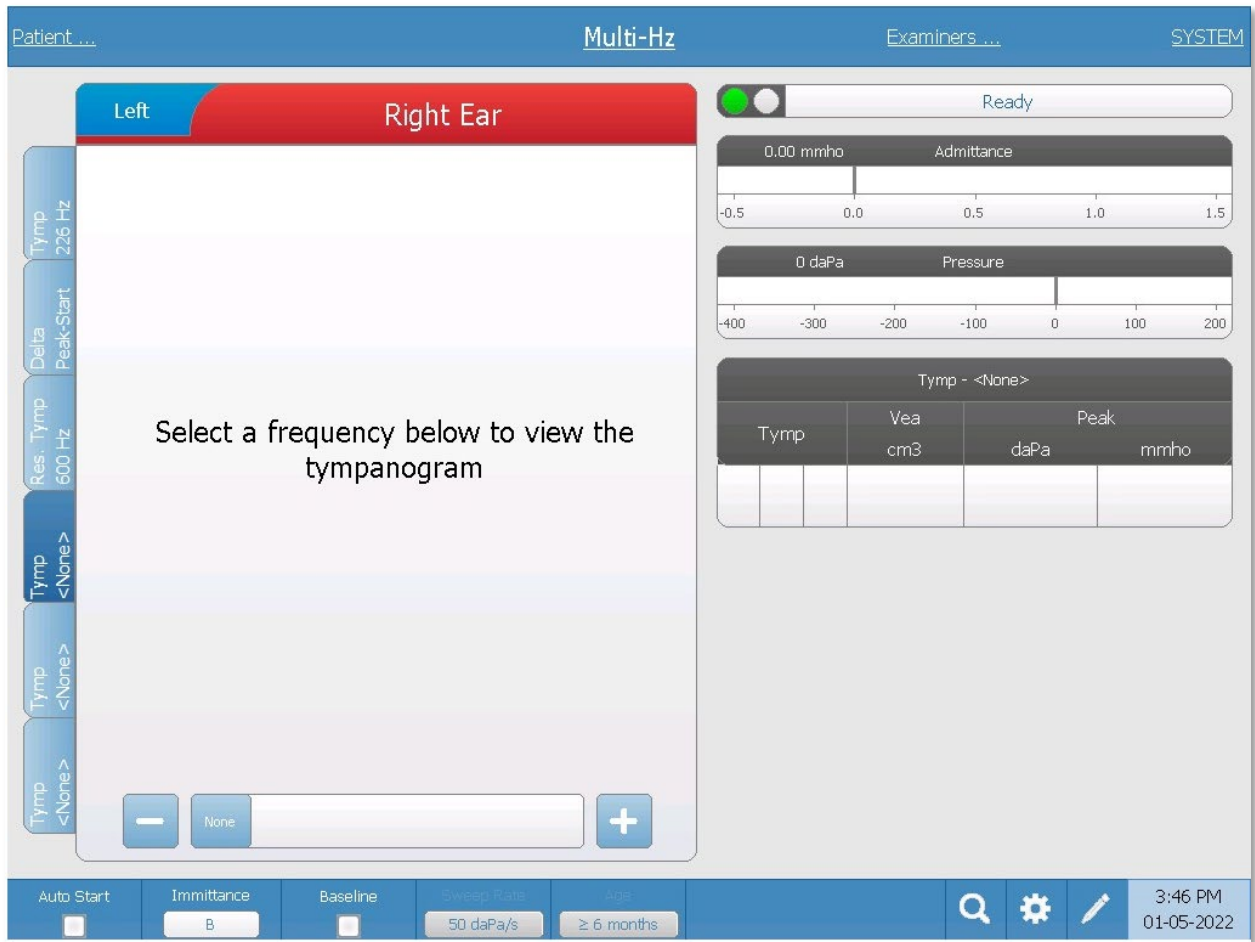 Patient ...
Multi-Hz
Examiners ...
SYSTEM
Left
Right Ear
Tymp
226 Hz
Delta
Peak-Start
Res. Tymp
600 Hz
Tymp
<None>
Tymp
<None>
Tymp
<None>
Select a frequency below to view the
tympanogram
None
Ready
0.00 mmho Admittance
-0.5 0.0 0.5 1.0 1.5
0 daPa Pressure
-400 -300 -200 -100 0 100 200
Tymp - <None>
Tymp
Vea
cm3
Peak
daPa mmho
Auto Start
Immittance
B
Baseline
Sweep Rate
50 daPa/s
Age
≥ 6 months
3:46 PM
01-05-2022